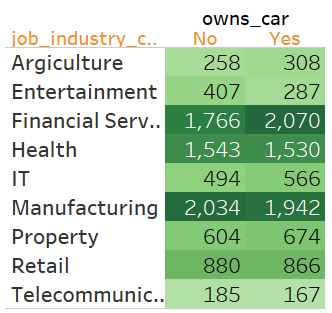 owns_car
job_industry_c.. No Yes
Argiculture 258 308
Entertainment 407 287
Financial Serv.. 1,766 2,070
Health 1,543 1,530
IT 494 566
Manufacturing 2,034 1,942
Property 604 674
Retail 880 866
Telecommunic.. 185 167